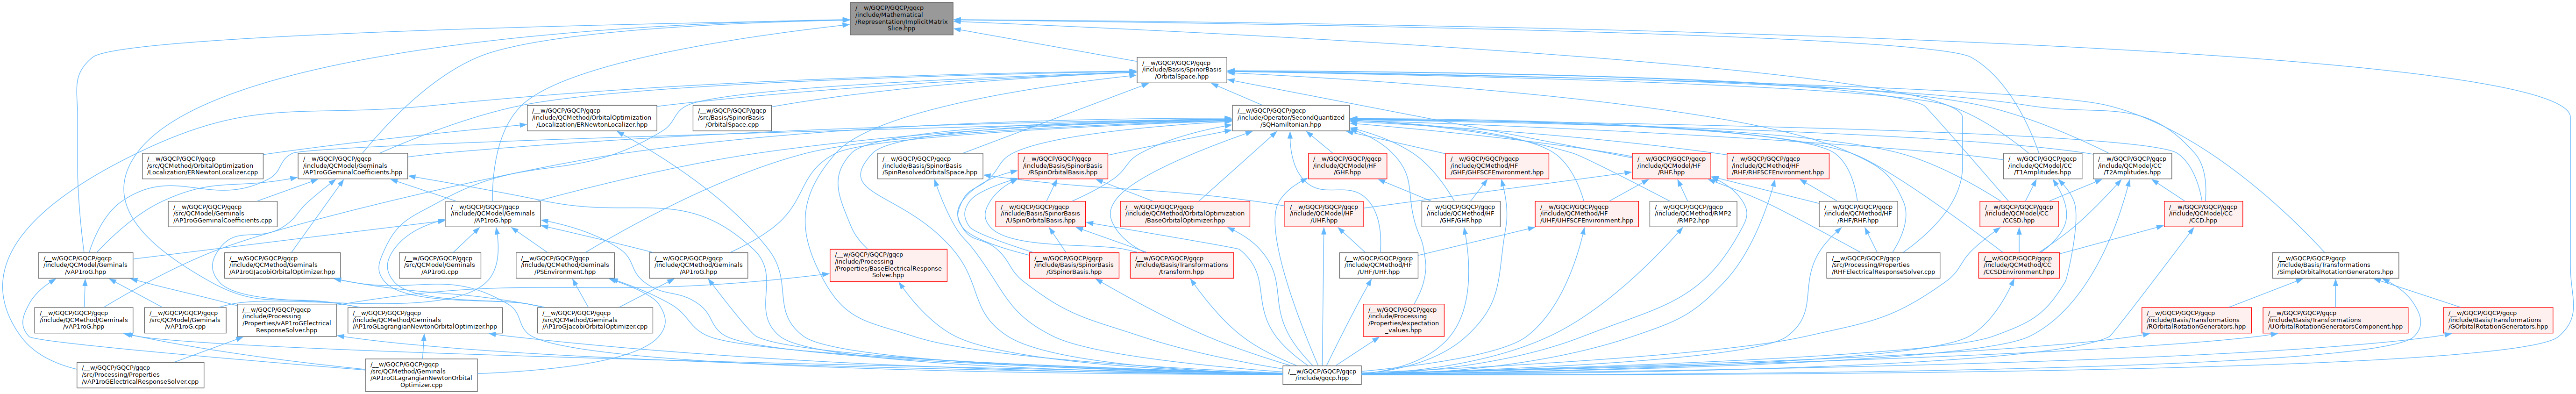 /__w/GQCP/GQCP/gqcp
/include/Mathematical
/Representation/ImplicitMatrix
Slice.hpp
/__w/GQCP/GQCP/gqcp
/include/Basis/SpinorBasis
/OrbitalSpace.hpp
/__w/GQCP/GQCP/gqcp
/include/QCMethod/OrbitalOptimization
/Localization/ERNewtonLocalizer.hpp
/__w/GQCP/GQCP/gqcp
/src/Basis/SpinorBasis
/OrbitalSpace.cpp
/__w/GQCP/GQCP/gqcp
/include/Operator/SecondQuantized
/SQHamiltonian.hpp
/__w/GQCP/GQCP/gqcp
/src/QCMethod/OrbitalOptimization
/Localization/ERNewtonLocalizer.cpp
/__w/GQCP/GQCP/gqcp
/include/QCModel/Geminals
/AP1roGGeminalCoefficients.hpp
/__w/GQCP/GQCP/gqcp
/include/Basis/SpinorBasis
/SpinResolvedOrbitalSpace.hpp
/__w/GQCP/GQCP/gqcp
/include/Basis/SpinorBasis
/RSpinOrbitalBasis.hpp
/__w/GQCP/GQCP/gqcp
/include/QCModel/HF
/GHF.hpp
/__w/GQCP/GQCP/gqcp
/include/QCMethod/HF
/GHF/GHFSCFEnvironment.hpp
/__w/GQCP/GQCP/gqcp
/include/QCModel/HF
/RHF.hpp
/__w/GQCP/GQCP/gqcp
/include/QCMethod/HF
/RHF/RHFSCFEnvironment.hpp
/__w/GQCP/GQCP/gqcp
/include/QCModel/CC
/T1Amplitudes.hpp
/__w/GQCP/GQCP/gqcp
/include/QCModel/CC
/T2Amplitudes.hpp
/__w/GQCP/GQCP/gqcp
/src/QCModel/Geminals
/AP1roGGeminalCoefficients.cpp
/__w/GQCP/GQCP/gqcp
/include/QCModel/Geminals
/AP1roG.hpp
/__w/GQCP/GQCP/gqcp
/include/Basis/SpinorBasis
/USpinOrbitalBasis.hpp
/__w/GQCP/GQCP/gqcp
/include/QCMethod/OrbitalOptimization
/BaseOrbitalOptimizer.hpp
/__w/GQCP/GQCP/gqcp
/include/QCModel/HF
/UHF.hpp
/__w/GQCP/GQCP/gqcp
/include/QCMethod/HF
/GHF/GHF.hpp
/__w/GQCP/GQCP/gqcp
/include/QCMethod/HF
/UHF/UHFSCFEnvironment.hpp
/__w/GQCP/GQCP/gqcp
/include/QCMethod/RMP2
/RMP2.hpp
/__w/GQCP/GQCP/gqcp
/include/QCMethod/HF
/RHF/RHF.hpp
/__w/GQCP/GQCP/gqcp
/include/QCModel/CC
/CCSD.hpp
/__w/GQCP/GQCP/gqcp
/include/QCModel/CC
/CCD.hpp
/__w/GQCP/GQCP/gqcp
/include/QCModel/Geminals
/vAP1roG.hpp
/__w/GQCP/GQCP/gqcp
/include/QCMethod/Geminals
/AP1roGJacobiOrbitalOptimizer.hpp
/__w/GQCP/GQCP/gqcp
/src/QCModel/Geminals
/AP1roG.cpp
/__w/GQCP/GQCP/gqcp
/include/QCMethod/Geminals
/PSEnvironment.hpp
/__w/GQCP/GQCP/gqcp
/include/QCMethod/Geminals
/AP1roG.hpp
/__w/GQCP/GQCP/gqcp
/include/Processing
/Properties/BaseElectricalResponse
Solver.hpp
/__w/GQCP/GQCP/gqcp
/include/Basis/SpinorBasis
/GSpinorBasis.hpp
/__w/GQCP/GQCP/gqcp
/include/Basis/Transformations
/transform.hpp
/__w/GQCP/GQCP/gqcp
/include/QCMethod/HF
/UHF/UHF.hpp
/__w/GQCP/GQCP/gqcp
/src/Processing/Properties
/RHFElectricalResponseSolver.cpp
/__w/GQCP/GQCP/gqcp
/include/QCMethod/CC
/CCSDEnvironment.hpp
/__w/GQCP/GQCP/gqcp
/include/Basis/Transformations
/SimpleOrbitalRotationGenerators.hpp
/__w/GQCP/GQCP/gqcp
/include/QCMethod/Geminals
/vAP1roG.hpp
/__w/GQCP/GQCP/gqcp
/src/QCModel/Geminals
/vAP1roG.cpp
/__w/GQCP/GQCP/gqcp
/include/Processing
/Properties/vAP1roGElectrical
ResponseSolver.hpp
/__w/GQCP/GQCP/gqcp
/include/QCMethod/Geminals
/AP1roGLagrangianNewtonOrbitalOptimizer.hpp
/__w/GQCP/GQCP/gqcp
/src/QCMethod/Geminals
/AP1roGJacobiOrbitalOptimizer.cpp
/__w/GQCP/GQCP/gqcp
/include/Processing
/Properties/expectation
_values.hpp
/__w/GQCP/GQCP/gqcp
/include/Basis/Transformations
/ROrbitalRotationGenerators.hpp
/__w/GQCP/GQCP/gqcp
/include/Basis/Transformations
/UOrbitalRotationGeneratorsComponent.hpp
/__w/GQCP/GQCP/gqcp
/include/Basis/Transformations
/GOrbitalRotationGenerators.hpp
/__w/GQCP/GQCP/gqcp
/src/Processing/Properties
/vAP1roGElectricalResponseSolver.cpp
/__w/GQCP/GQCP/gqcp
/src/QCMethod/Geminals
/AP1roGLagrangianNewtonOrbital
Optimizer.cpp
/__w/GQCP/GQCP/gqcp
/include/gqcp.hpp